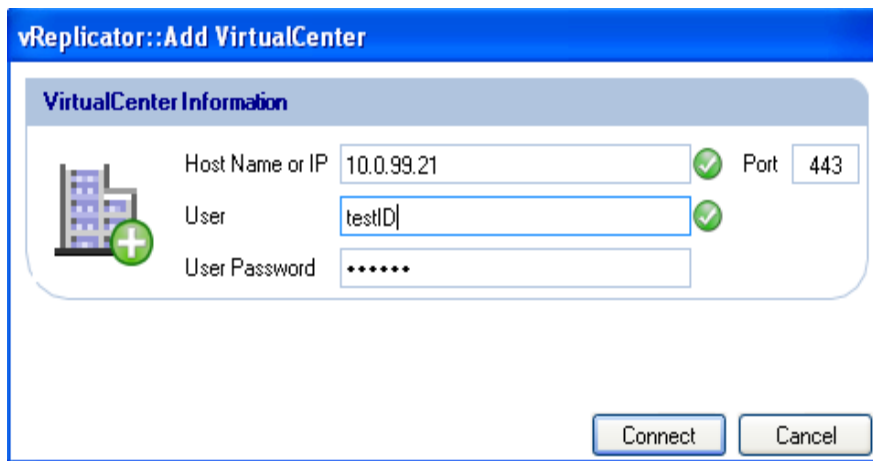 vReplicator::Add VirtualCenter
VirtualCenter Information
Host Name or IP 10.0.99.21 Port 443
User testID
User Password ••••••
Connect Cancel